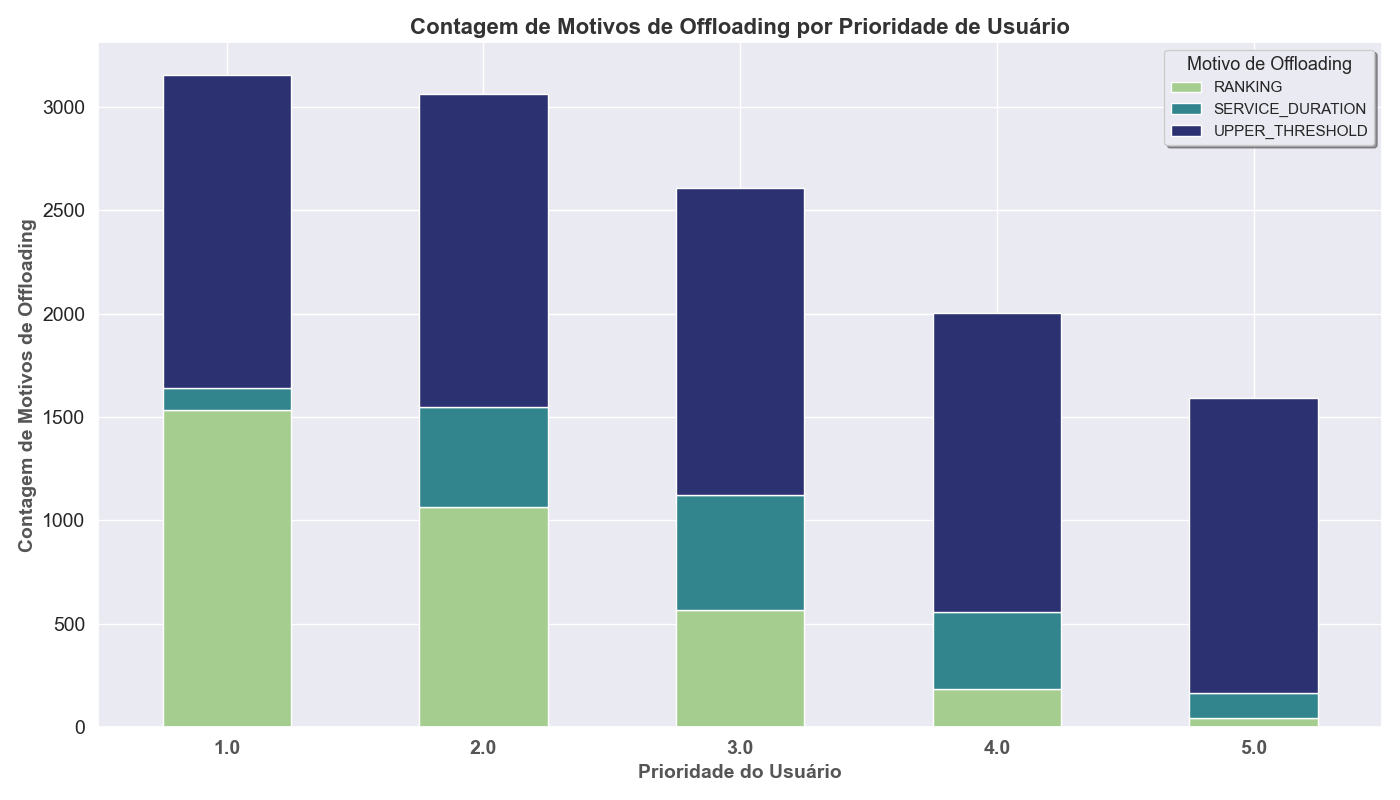 Contagem de Motivos de Offloading por Prioridade de Usuário
Motivo de Offloading
RANKING
SERVICE_DURATION
UPPER_THRESHOLD
Contagem de Motivos de Offloading
3000
2500
2000
1500
1000
500
0
1.0
2.0
3.0
4.0
5.0
Prioridade do Usuário